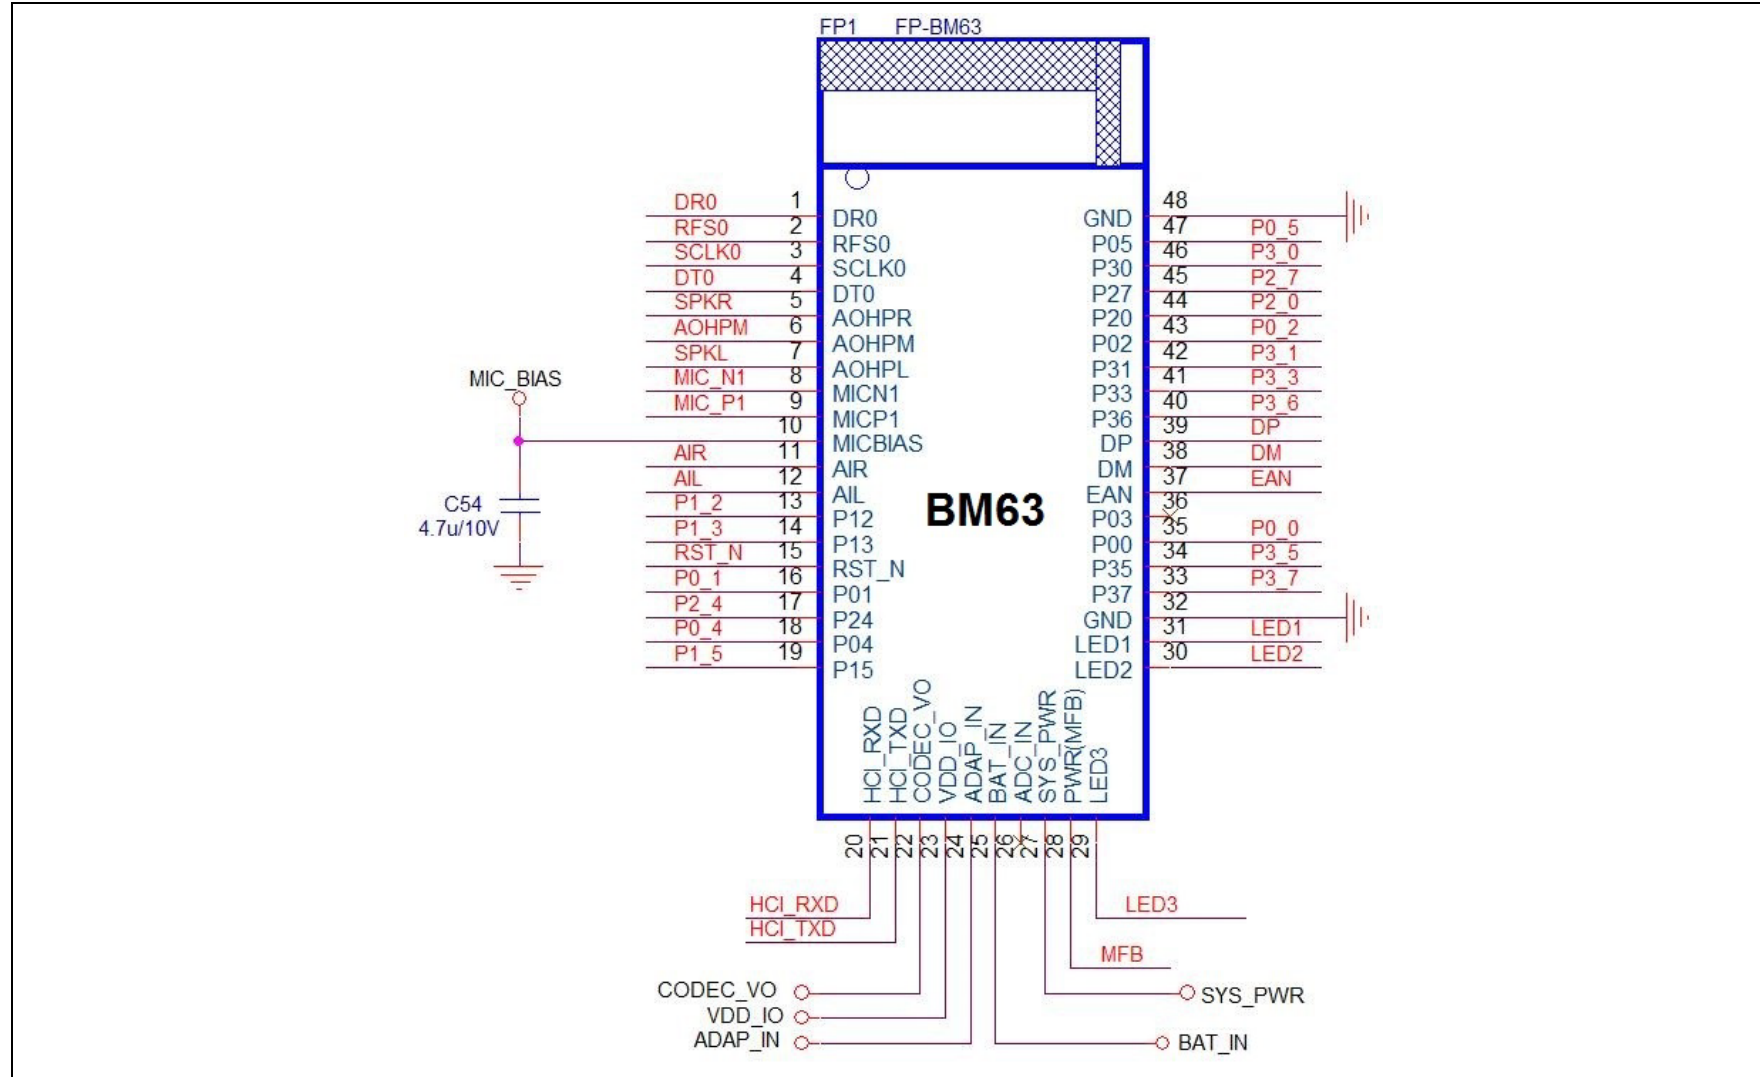 FP1 FP-BM63
DR0 1 DR0 GND 48
RFS0 2 RFS0 P05 47 P0_5
SCLK0 3 SCLK0 P30 46 P3_0
DT0 4 DT0 P27 45 P2_7
SPKR 5 AOHPR P20 44 P2_0
AOHPM 6 AOHPM P02 43 P0_2
SPKL 7 AOHPL P31 42 P3_1
MIC_N1 8 MICN1 P33 41 P3_3
MIC_P1 9 MICP1 P36 40 P3_6
MIC_BIAS 10 MICBIAS DP 39 DP
AIR 11 AIR DM 38 DM
AIL 12 AIL EAN 37 EAN
P1_2 13 P12 P03 36
P1_3 14 P13 P00 35 P0_0
RST_N 15 RST_N P35 34 P3_5
P0_1 16 P01 P37 33 P3_7
P2_4 17 P24 GND 32
P0_4 18 P04 LED1 31 LED1
P1_5 19 P15 LED2 30 LED2
C54
4.7u/10V
BM63
HCI_RXD
HCI_TXD
CODEC_VO
VDD_IO
ADAP_IN
BAT_IN
ADC_IN
SYS_PWR
PWR(MFB)
LED3
20
21
22
23
24
25
26
27
28
29
HCI_RXD LED3
HCI_TXD
MFB
CODEC_VO SYS_PWR
VDD_IO
ADAP_IN BAT_IN